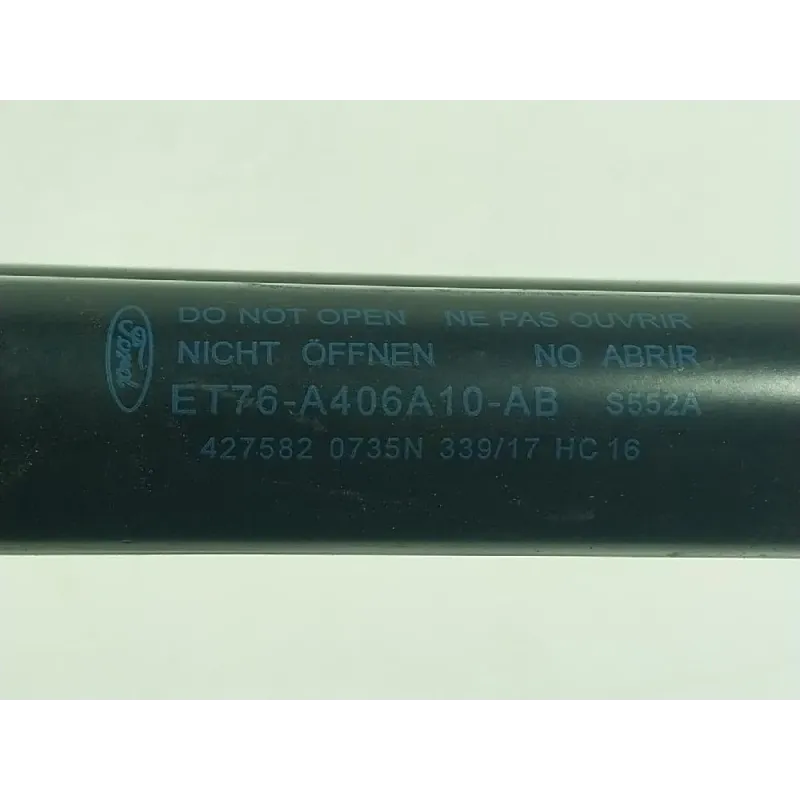 Ford
DO NOT OPEN NE PAS OUVRIR
NICHT ÖFFNEN NO ABRIR
ET76-A406A10-AB S552A
427582 0735N 339/17 HC 16